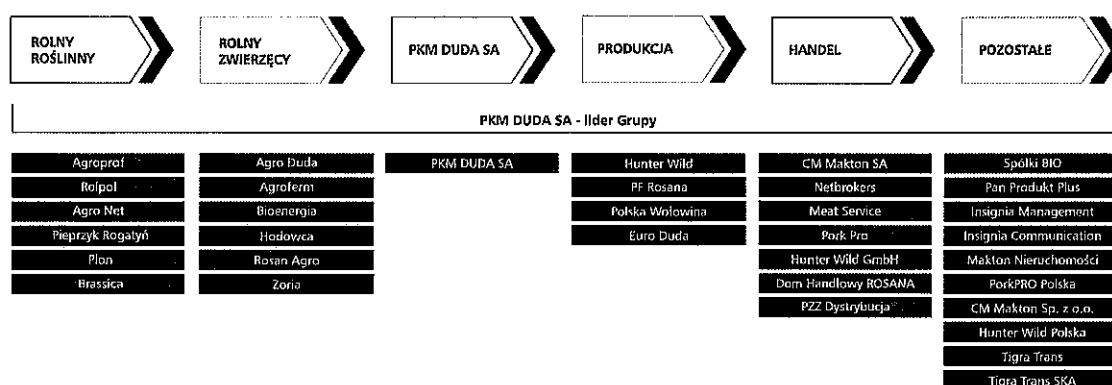 ROLNY
ROŚLINNY
ROLNY
ZWIERZĘCY
PKM DUDA SA
PRODUKCJA
HANDEL
POZOSTAŁE
PKM DUDA SA - lider Grupy
Agroprof
Rolpol
Agro Net
Pieprzyk Rogatyń
Plon
Brassica
Agro Duda
Agroferm
Bioenergia
Hodowca
Rosan Agro
Zoria
PKM DUDA SA
Hunter Wild
PF Rosana
Polska Wołowina
Euro Duda
CM Makton SA
Netbrokers
Meat Service
Pork Pro
Hunter Wild GmbH
Dom Handlowy ROSANA
PZZ Dystrybucja
Spółki BIO
Pan Produkt Plus
Insignia Management
Insignia Communication
Makton Nieruchomości
PorkPRO Polska
CM Makton Sp. z o.o.
Hunter Wild Polska
Tigra Trans
Tigra Trans SKA